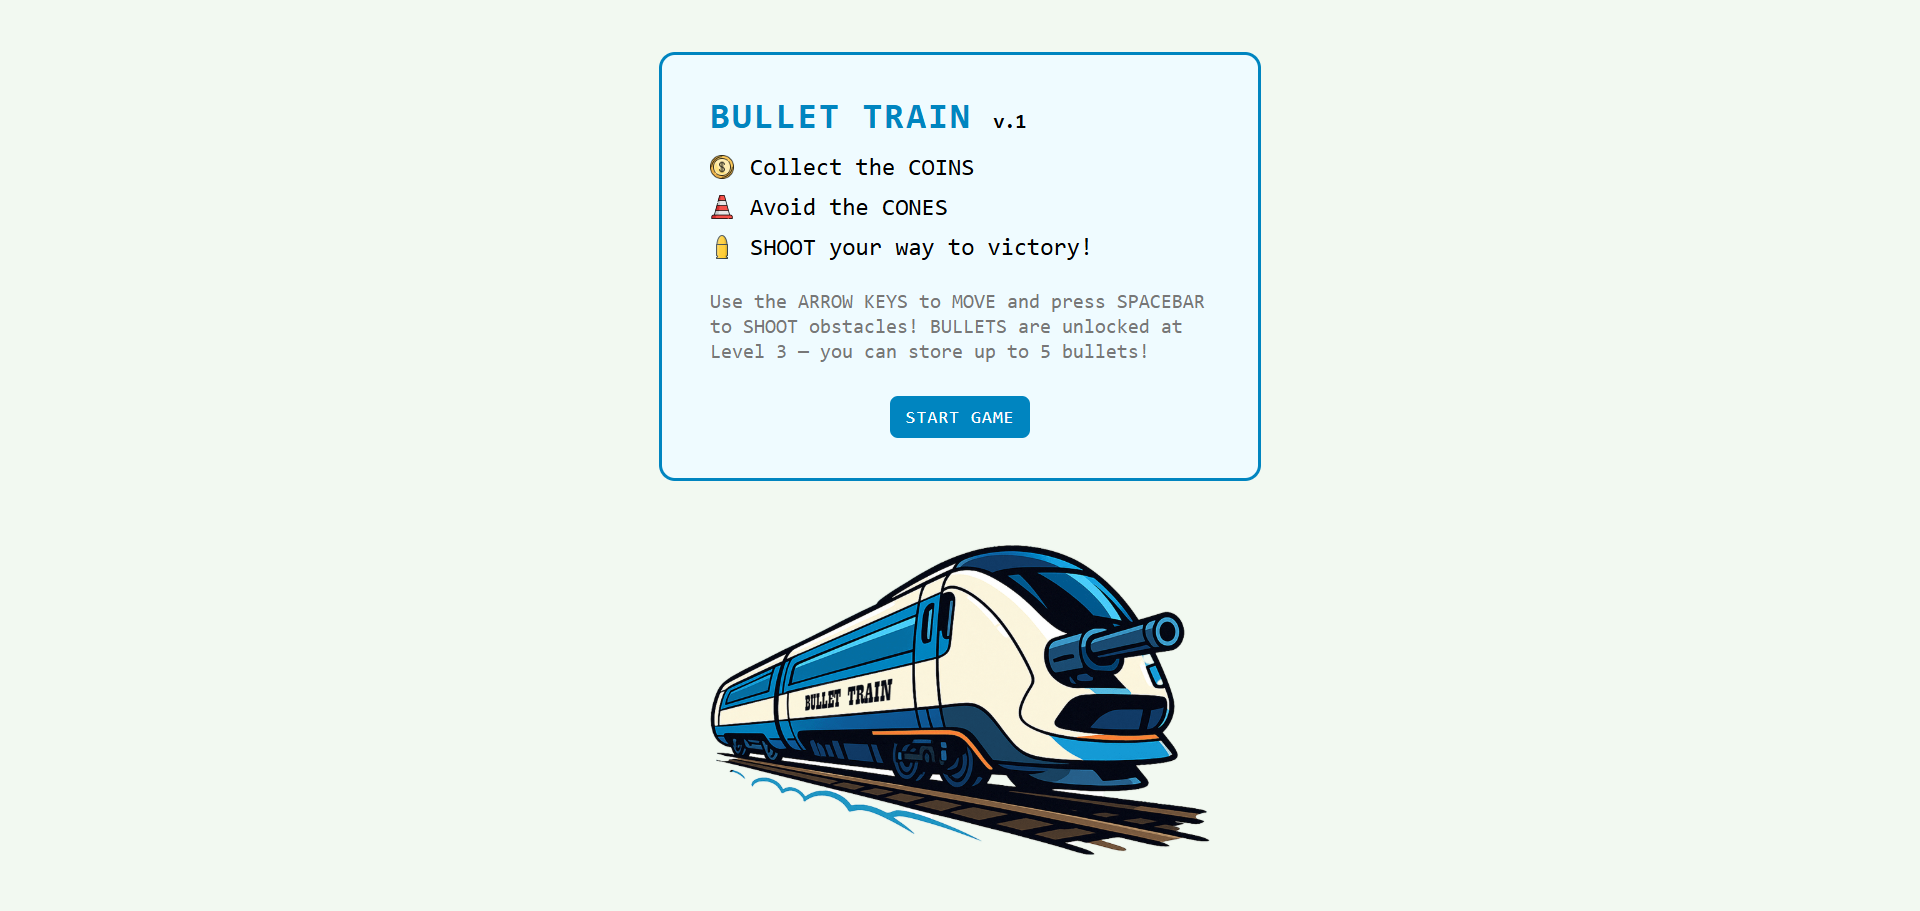 BULLET TRAIN v.1
Collect the COINS
Avoid the CONES
SHOOT your way to victory!
Use the ARROW KEYS to MOVE and press SPACEBAR
to SHOOT obstacles! BULLETS are unlocked at
Level 3 — you can store up to 5 bullets!
START GAME
BULLET TRAIN